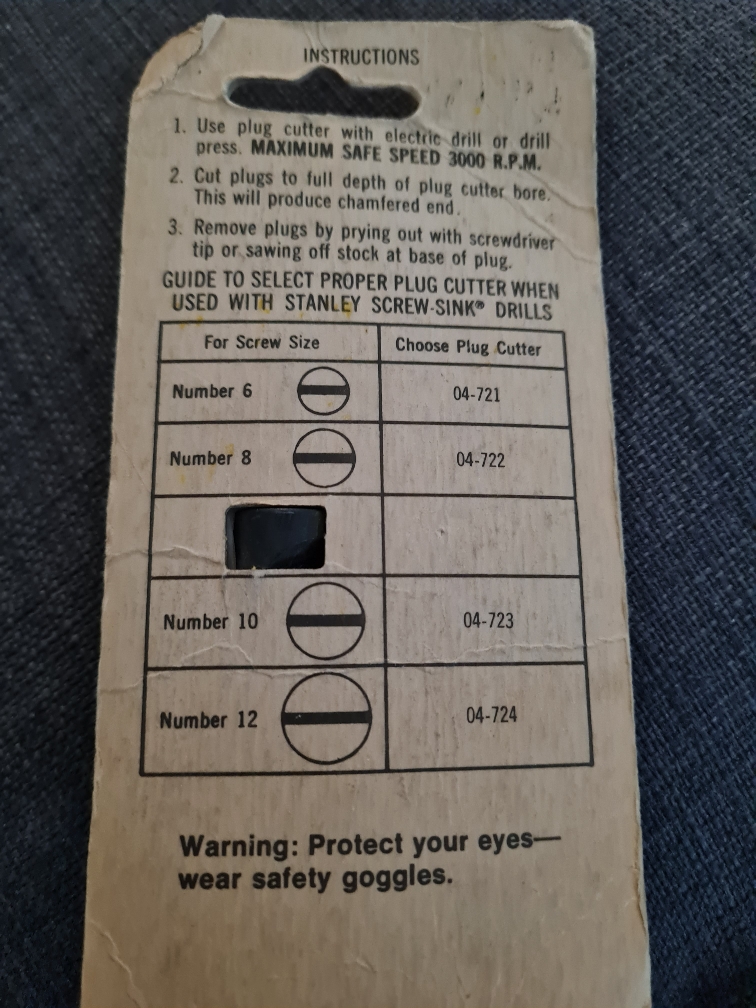 INSTRUCTIONS
1. Use plug cutter with electric drill or drill
press. MAXIMUM SAFE SPEED 3000 R.P.M.
2. Cut plugs to full depth of plug cutter bore.
This will produce chamfered end.
3. Remove plugs by prying out with screwdriver
tip or sawing off stock at base of plug.
GUIDE TO SELECT PROPER PLUG CUTTER WHEN
USED WITH STANLEY SCREW-SINK® DRILLS
For Screw Size Choose Plug Cutter
Number 6 04-721
Number 8 04-722
Number 10 04-723
Number 12 04-724
Warning: Protect your eyes—
wear safety goggles.